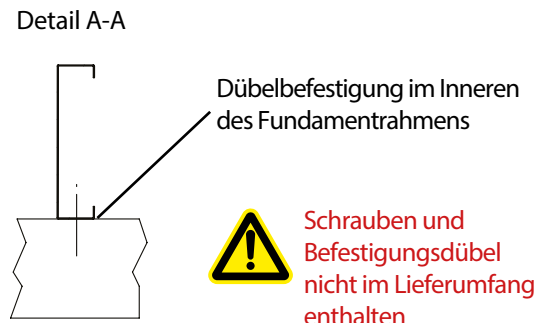 Detail A-A
Dübelbefestigung im Inneren
des Fundamentrahmens
Schrauben und
Befestigungsdübel
nicht im Lieferumfang
enthalten